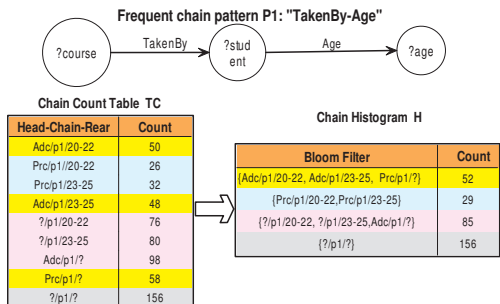 Frequent chain pattern P1: "TakenBy-Age"
?course
TakenBy
?stud
ent
Age
?age
Chain Count Table TC
Head-Chain-Rear Count
Adc/p1/20-22 50
Prc/p1//20-22 26
Prc/p1/23-25 32
Adc/p1/23-25 48
?/p1/20-22 76
?/p1/23-25 80
Adc/p1/? 98
Prc/p1/? 58
?/p1/? 156
Chain Histogram H
Bloom Filter Count
{Adc/p1/20-22, Adc/p1/23-25, Prc/p1/?} 52
{Prc/p1/20-22,Prc/p1/23-25} 29
{?/p1/20-22, ?/p1/23-25,Adc/p1/?} 85
{?/p1/?} 156